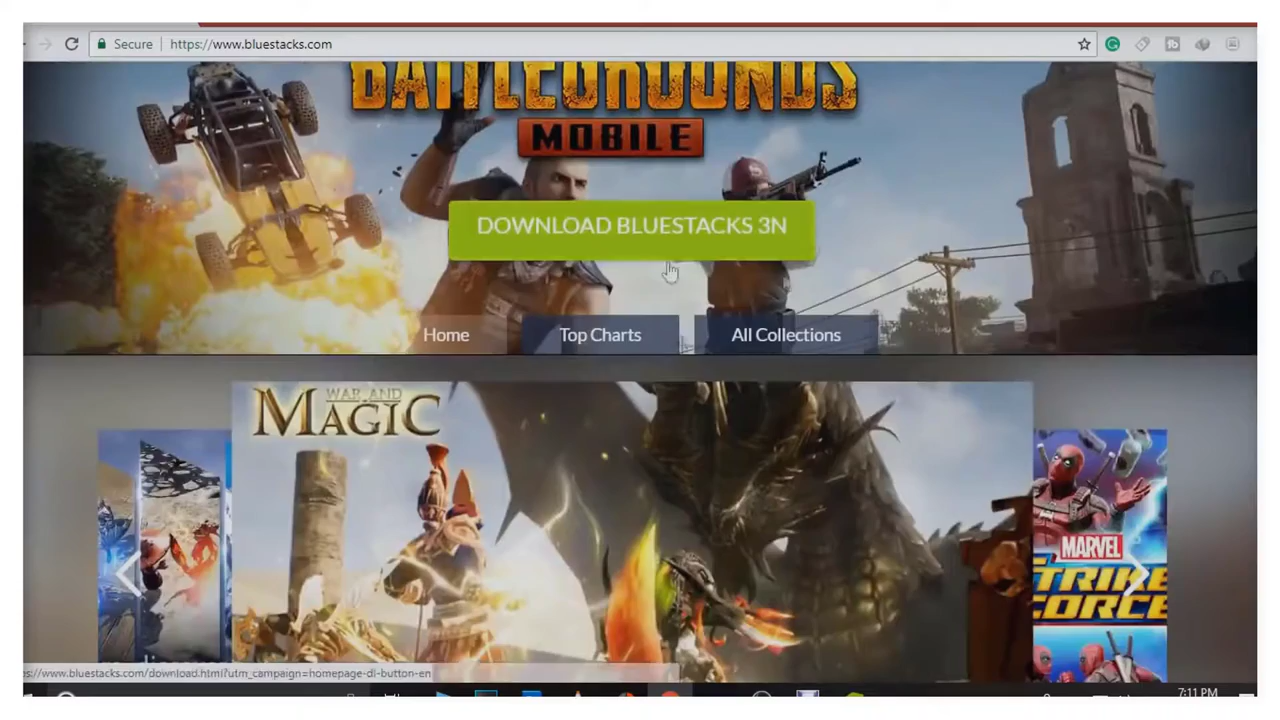 Secure
https://www.bluestacks.com
BATTLEGROUNDS
MOBILE
DOWNLOAD BLUESTACKS 3N
Home
Top Charts
All Collections
WAR AND
MAGIC
MARVEL
STRIKE
FORCE
s://www.bluestacks.com/download.html?utm_campaign=homepage-dl-button-en
7:11 PM